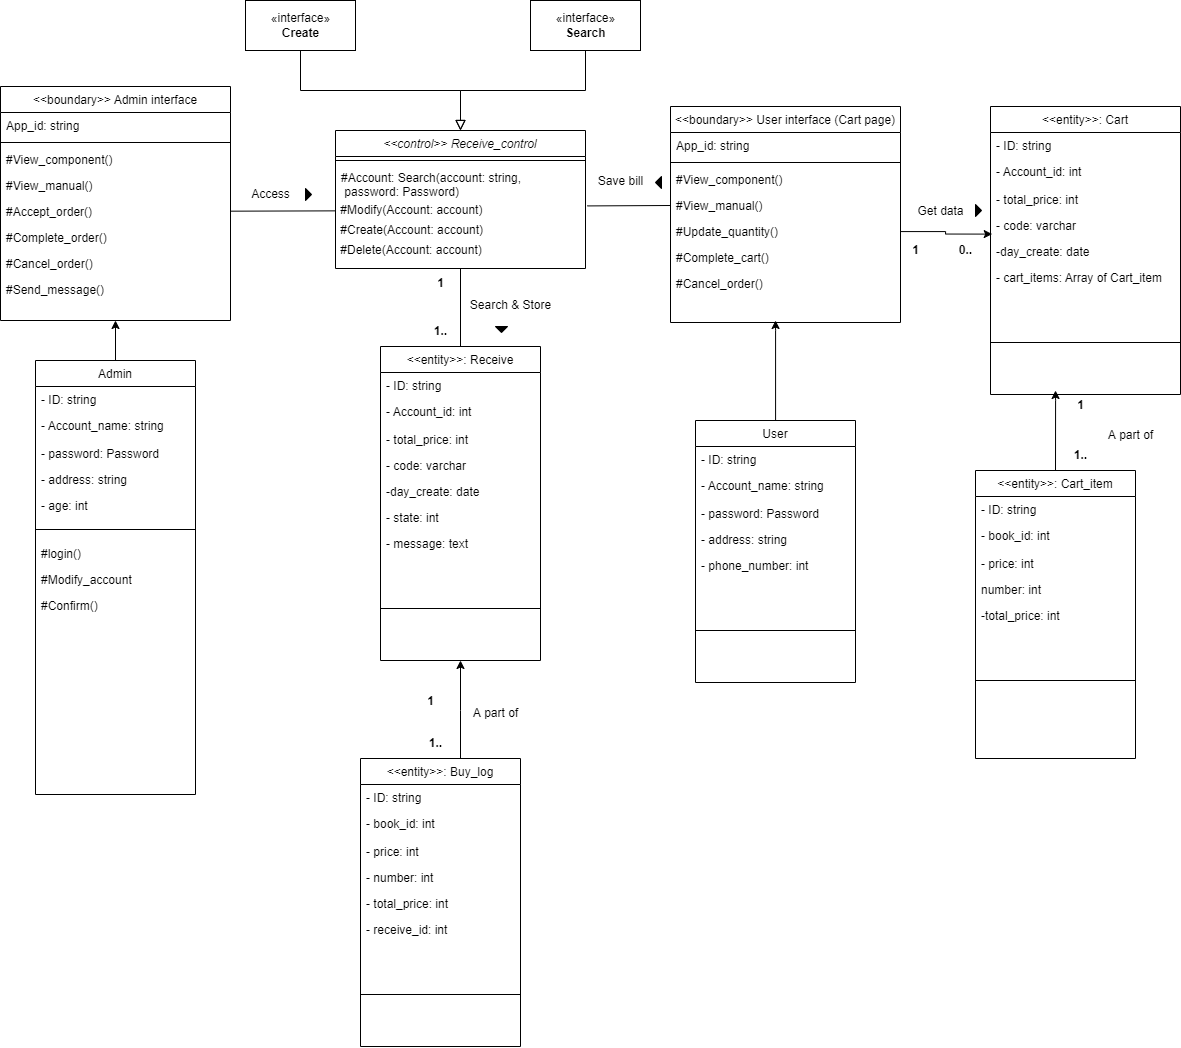 «interface»
Create
«interface»
Search
<<boundary>> Admin interface
App_id: string
#View_component()
#View_manual()
#Accept_order()
#Complete_order()
#Cancel_order()
#Send_message()
Access
<<control>> Receive_control
#Account: Search(account: string,
password: Password)
#Modify(Account: account)
#Create(Account: account)
#Delete(Account: account)
Save bill
<<boundary>> User interface (Cart page)
App_id: string
#View_component()
#View_manual()
#Update_quantity()
#Complete_cart()
#Cancel_order()
Get data
1
0..
<<entity>>: Cart
- ID: string
- Account_id: int
- total_price: int
- code: varchar
-day_create: date
- cart_items: Array of Cart_item
1
Search & Store
1..
Admin
- ID: string
- Account_name: string
- password: Password
- address: string
- age: int
#login()
#Modify_account
#Confirm()
<<entity>>: Receive
- ID: string
- Account_id: int
- total_price: int
- code: varchar
-day_create: date
- state: int
- message: text
User
- ID: string
- Account_name: string
- password: Password
- address: string
- phone_number: int
1
A part of
1..
<<entity>>: Cart_item
- ID: string
- book_id: int
- price: int
number: int
-total_price: int
1
A part of
1..
<<entity>>: Buy_log
- ID: string
- book_id: int
- price: int
- number: int
- total_price: int
- receive_id: int